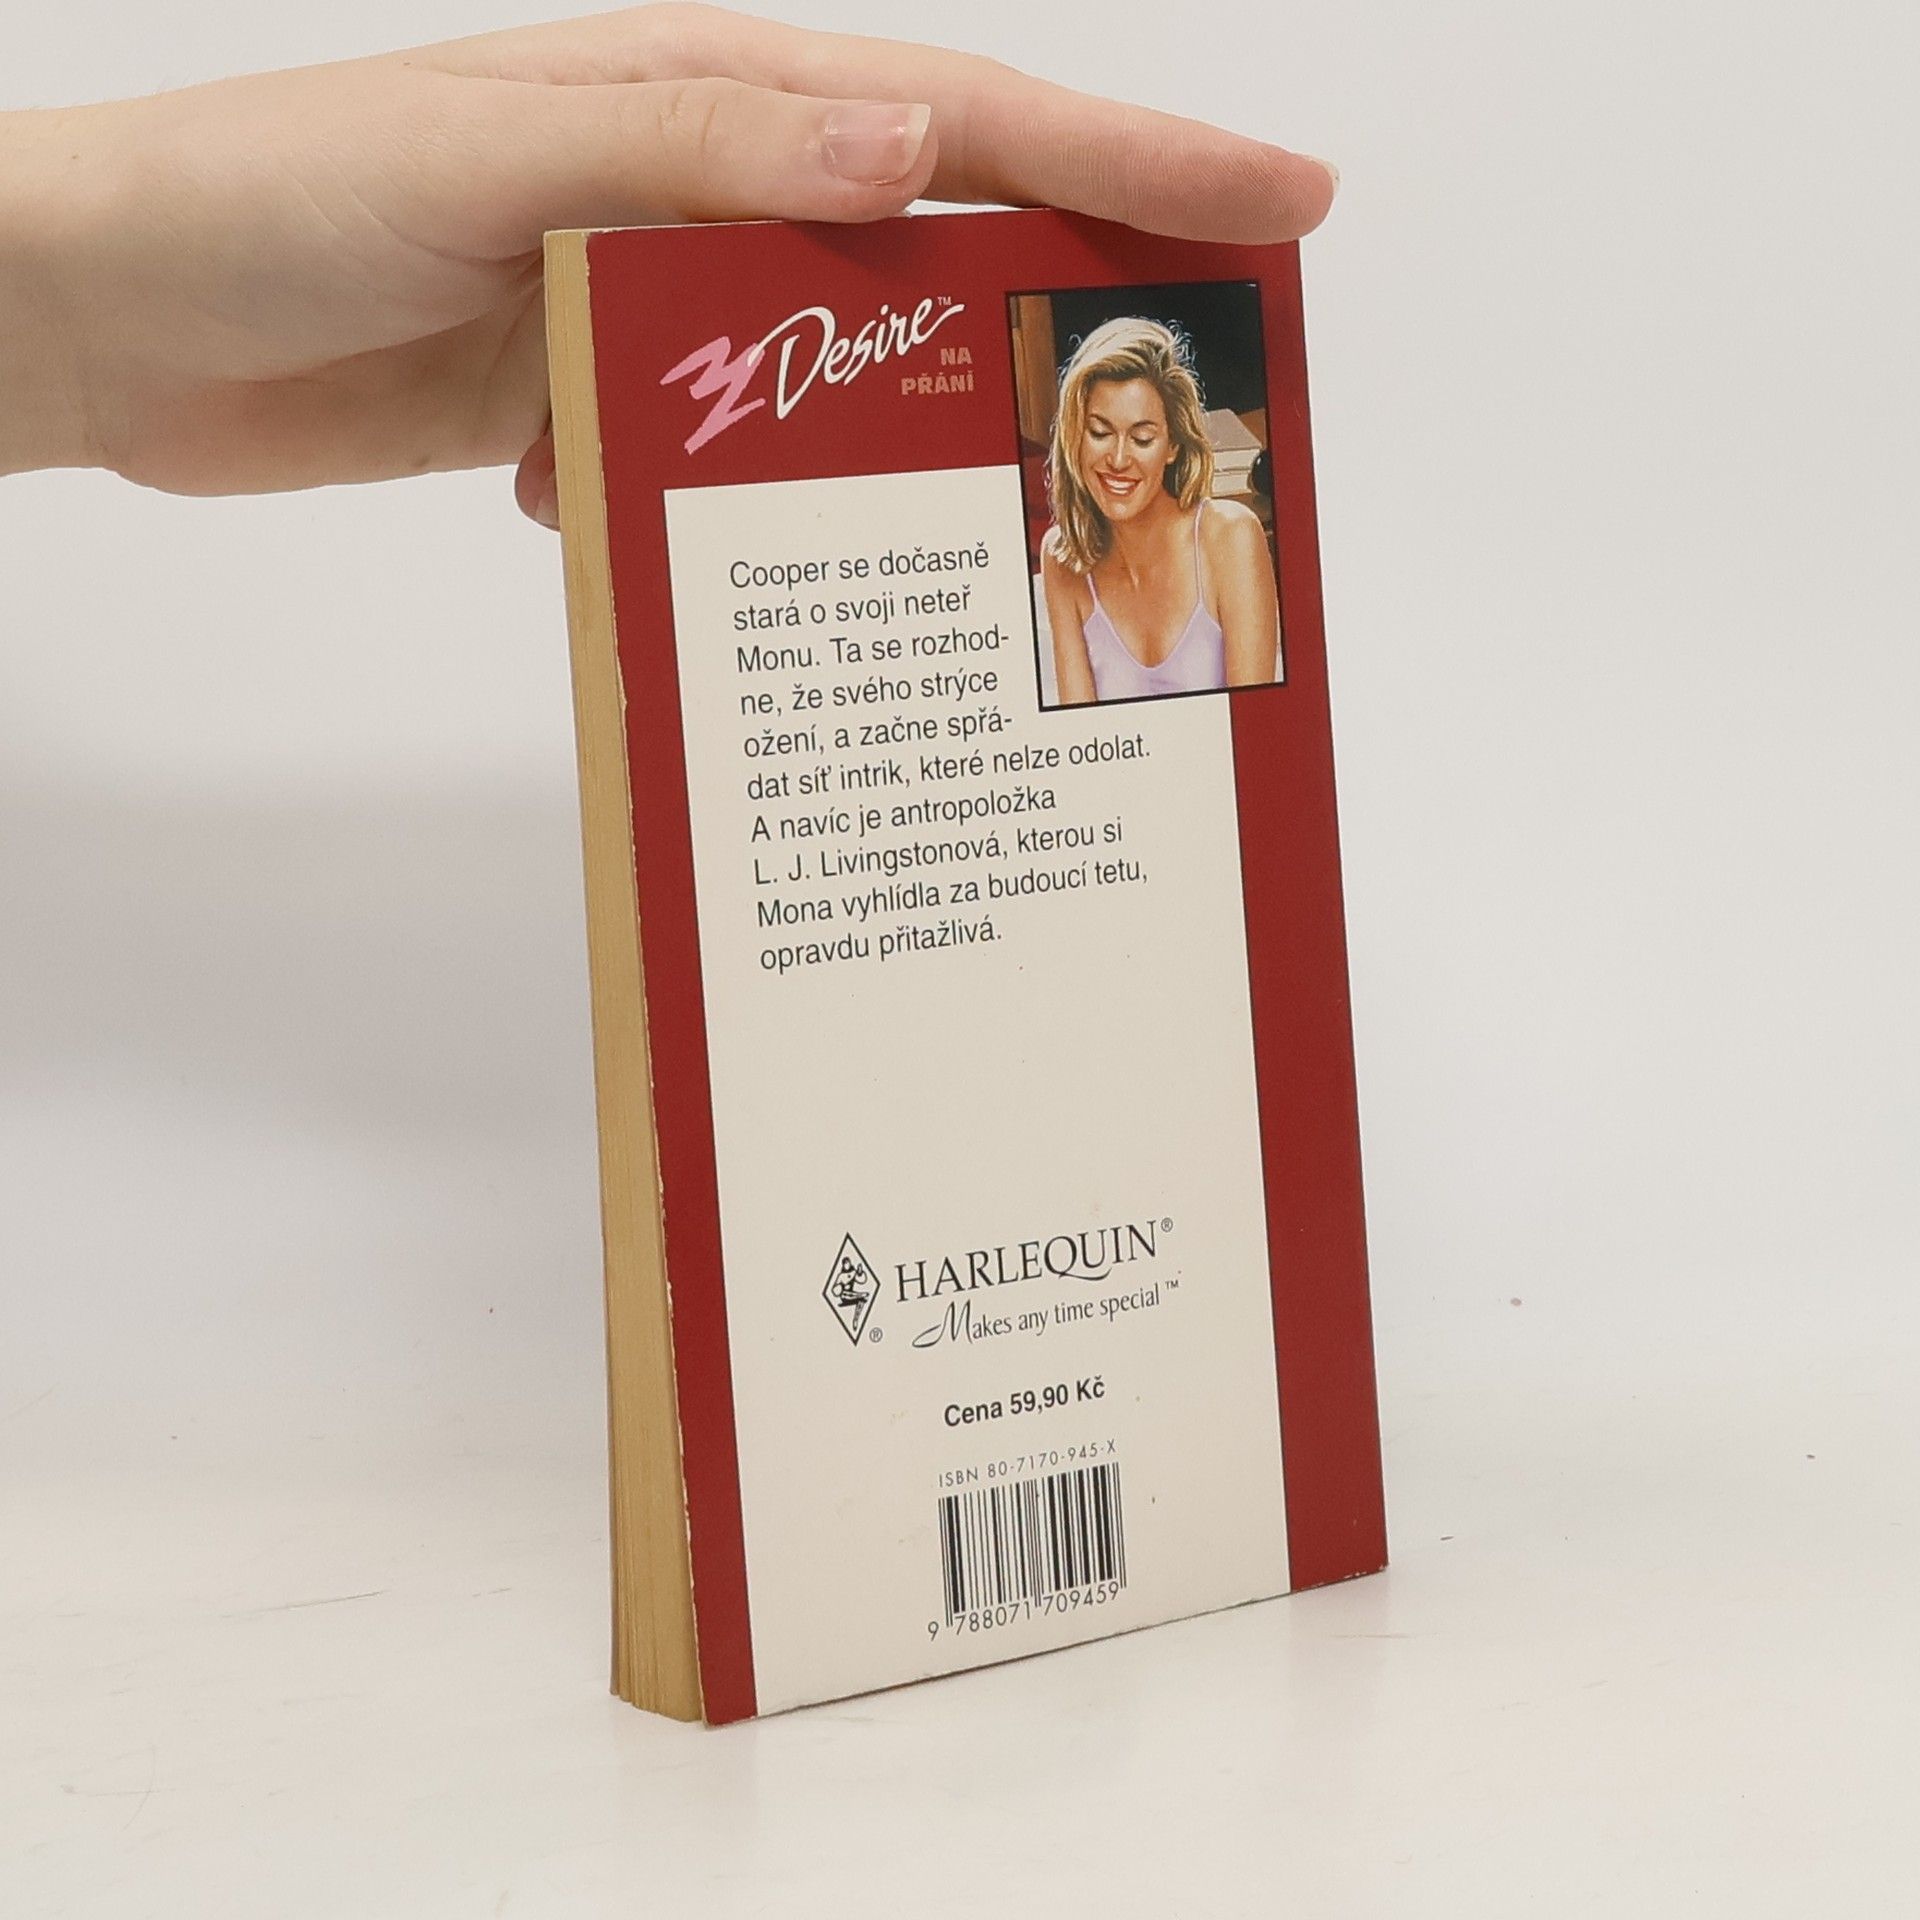 Desire™
NA
PŘÁNÍ
Cooper se dočasně
stará o svoji neteř
Monu. Ta se rozhod-
ne, že svého strýce
ožení, a začne spřá-
dat síť intrik, které nelze odolat.
A navíc je antropoložka
L. J. Livingstonová, kterou si
Mona vyhlídla za budoucí tetu,
opravdu přitažlivá.
HARLEQUIN®
®
Makes any time special™
Cena 59,90 Kč
ISBN 80-7170-945-X
9 788071 709459